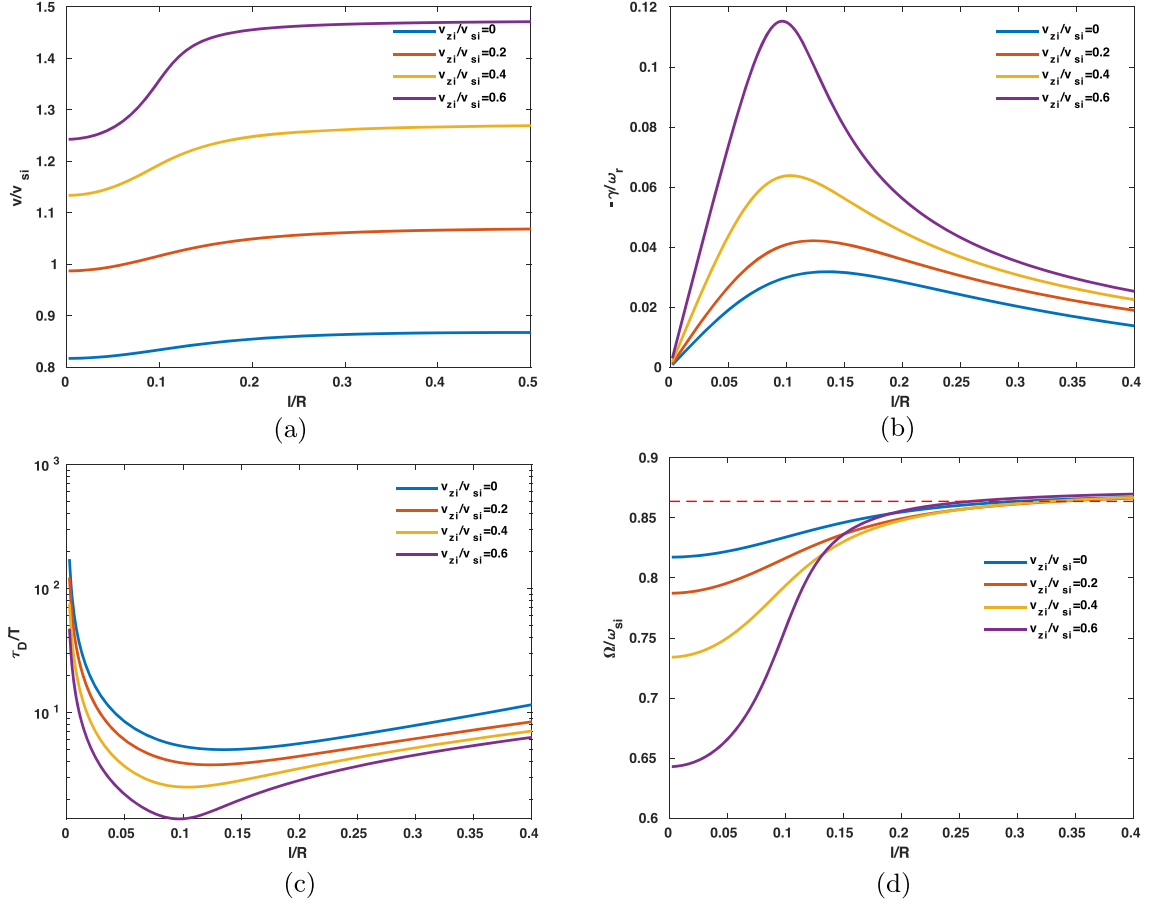 1.5
1.4
1.3
1.2
1.1
1
0.9
0.8
v/v si
0
0.1
0.2
0.3
0.4
0.5
l/R
v zi/v si=0
v zi/v si=0.2
v zi/v si=0.4
v zi/v si=0.6
(a)
0.12
0.1
0.08
0.06
0.04
0.02
0
- γ/ω r
0
0.05
0.1
0.15
0.2
0.25
0.3
0.35
0.4
l/R
v zi/v si=0
v zi/v si=0.2
v zi/v si=0.4
v zi/v si=0.6
(b)
10 3
10 2
10 1
τ D/T
0
0.05
0.1
0.15
0.2
0.25
0.3
0.35
0.4
l/R
v zi/v si=0
v zi/v si=0.2
v zi/v si=0.4
v zi/v si=0.6
(c)
0.9
0.85
0.8
0.75
0.7
0.65
0.6
Ω/ω si
0
0.05
0.1
0.15
0.2
0.25
0.3
0.35
0.4
l/R
v zi/v si=0
v zi/v si=0.2
v zi/v si=0.4
v zi/v si=0.6
(d)